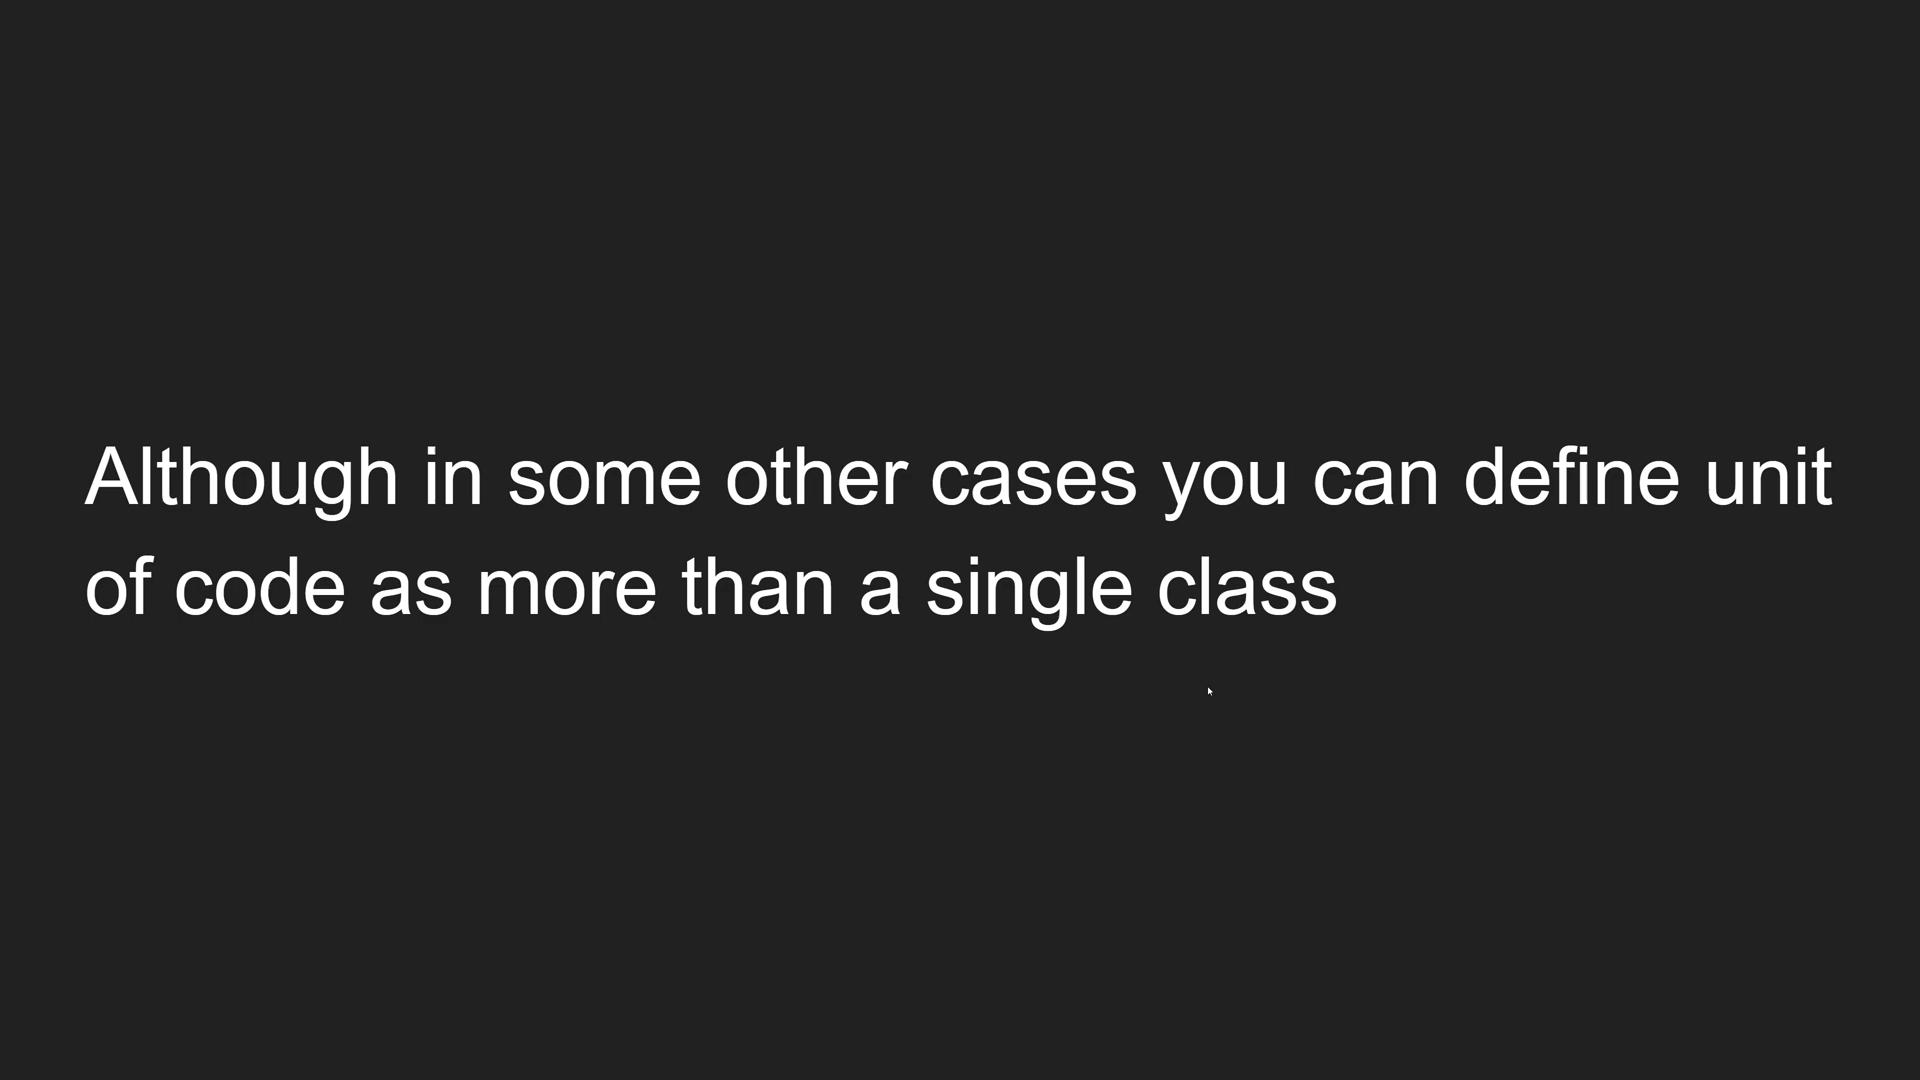 Although in some other cases you can define unit
of code as more than a single class